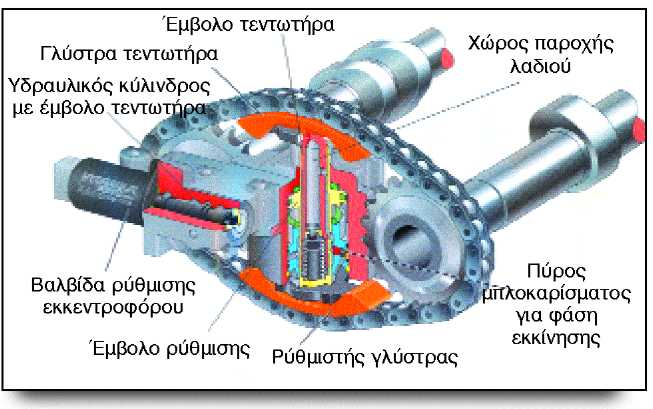 Έμβολο τεντωτήρα
Γλύστρα τεντωτήρα
Υδραυλικός κύλινδρος
με έμβολο τεντωτήρα
Χώρος παροχής
λαδιού
Βαλβίδα ρύθμισης
εκκεντροφόρου
Έμβολο ρύθμισης
Ρύθμιστής γλύστρας
Πύρος
μπλοκαρίσματος
για φάση
εκκίνησης